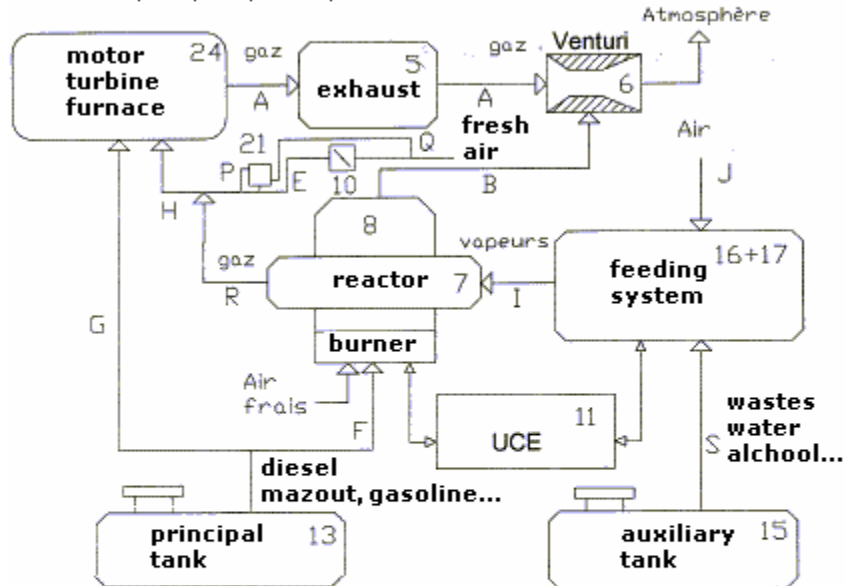 Atmosphère
motor
turbine
furnace
24
gaz
A
5
exhaust
gaz
A
Venturi
6
fresh
air
Air
J
21
P
E
10
Q
B
H
8
vapeurs
16+17
feeding
system
gaz
R
reactor
7
I
G
burner
Air
frais
F
11
UCE
S
wastes
water
alchool...
diesel
mazout, gasoline...
principal
tank
13
auxiliary
tank
15